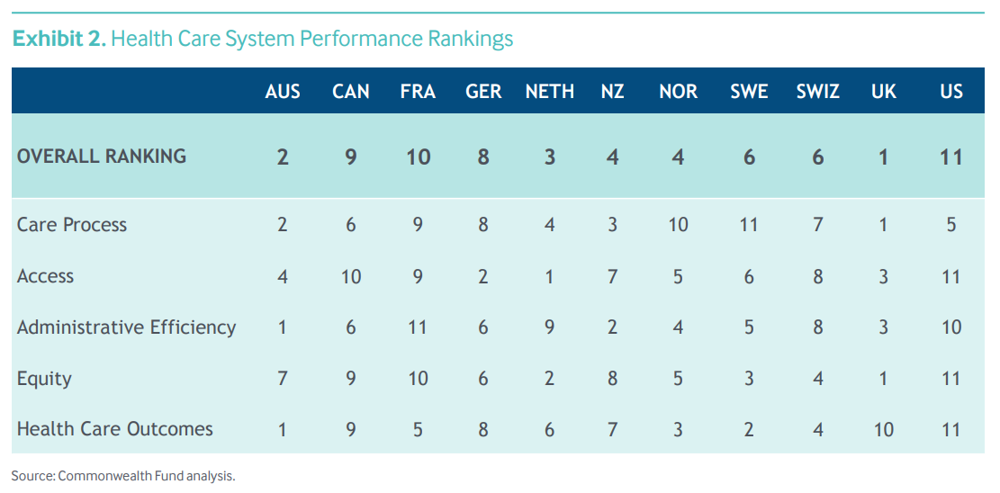 Exhibit 2. Health Care System Performance Rankings
AUS CAN FRA GER NETH NZ NOR SWE SWIZ UK US
OVERALL RANKING 2 9 10 8 3 4 4 6 6 1 11
Care Process 2 6 9 8 4 3 10 11 7 1 5
Access 4 10 9 2 1 7 5 6 8 3 11
Administrative Efficiency 1 6 11 6 9 2 4 5 8 3 10
Equity 7 9 10 6 2 8 5 3 4 1 11
Health Care Outcomes 1 9 5 8 6 7 3 2 4 10 11
Source: Commonwealth Fund analysis.